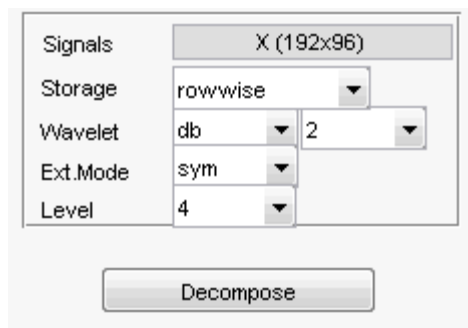 Signals X (192x96)
Storage rowwise
Wavelet db 2
Ext.Mode sym
Level 4
Decompose